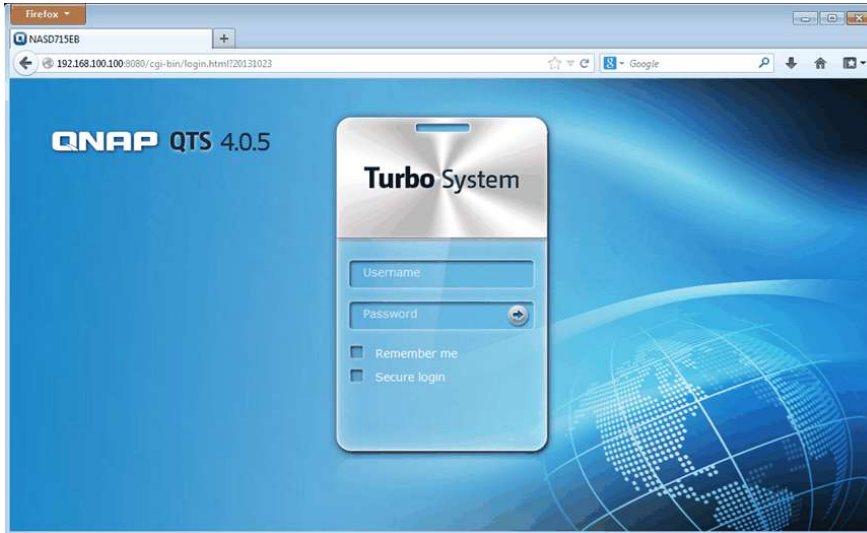 Firefox
NASD715EB
192.168.100.100:8080/cgi-bin/login.html?20131023
Google
QNAP QTS 4.0.5
Turbo System
Username
Password
Remember me
Secure login